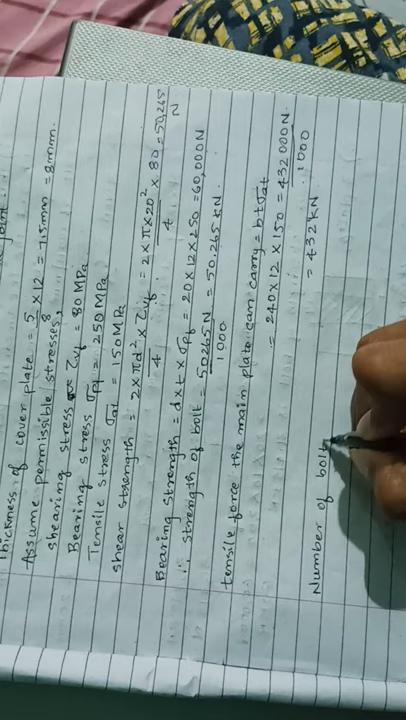 Thickness of cover plate = 5/8 × 12 = 7.5mm = 8mm.
Assume permissible stresses,
shearing stress τvf = 80 MPa
Bearing stress σpf = 250 MPa
Tensile stress σat = 150 MPa
shear strength = 2 × πd²/4 × τvf = 2 × π × 20²/4 × 80 = 50,265 N
Bearing strength = d × t × σpf = 20 × 12 × 250 = 60,000 N
∴ strength of bolt = 50265 N/1000 = 50.265 kN.
tensile force the main plate can carry = b t σat
= 240 × 12 × 150 = 432000 N/1000
= 432 kN
Number of bolt